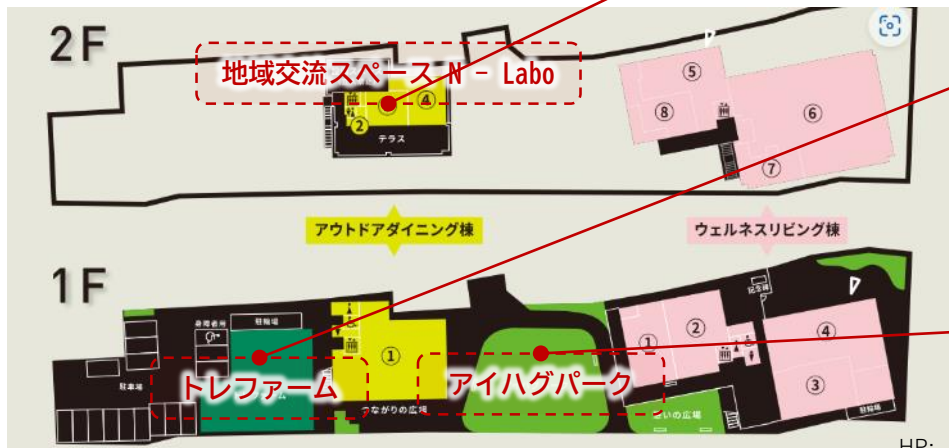 2F
地域交流スペース N - Labo
⑤
④
⑧
⑥
②
テラス
⑦
アウトドアダイニング棟
ウェルネスリビング棟
1F
記念碑
駐輪場
②
④
①
①
駐車場
トレファーム
アイハグパーク
③
つながりの広場
いの広場
駐輪場
HP: